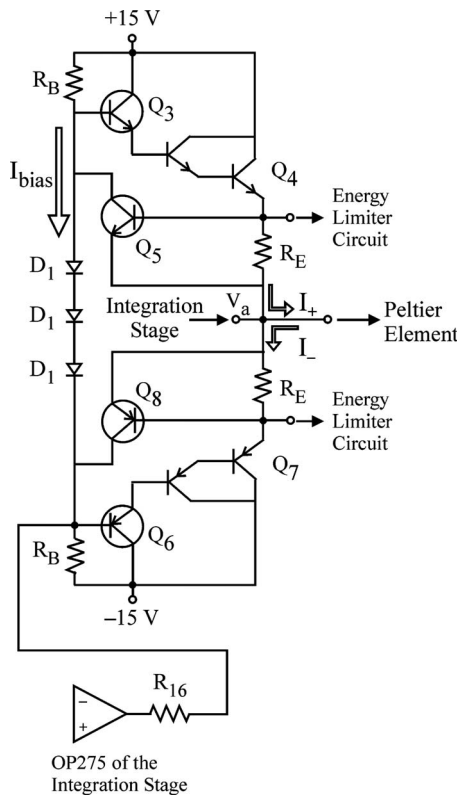 +15 V
R_B
Q_3
I_bias
Q_4
Energy
Limiter
Circuit
Q_5
R_E
D_1
Integration
Stage
V_a
I_+
Peltier
Element
D_1
I_–
D_1
Q_8
R_E
Energy
Limiter
Circuit
Q_7
R_B
Q_6
–15 V
R_16
–
+
OP275 of the
Integration Stage